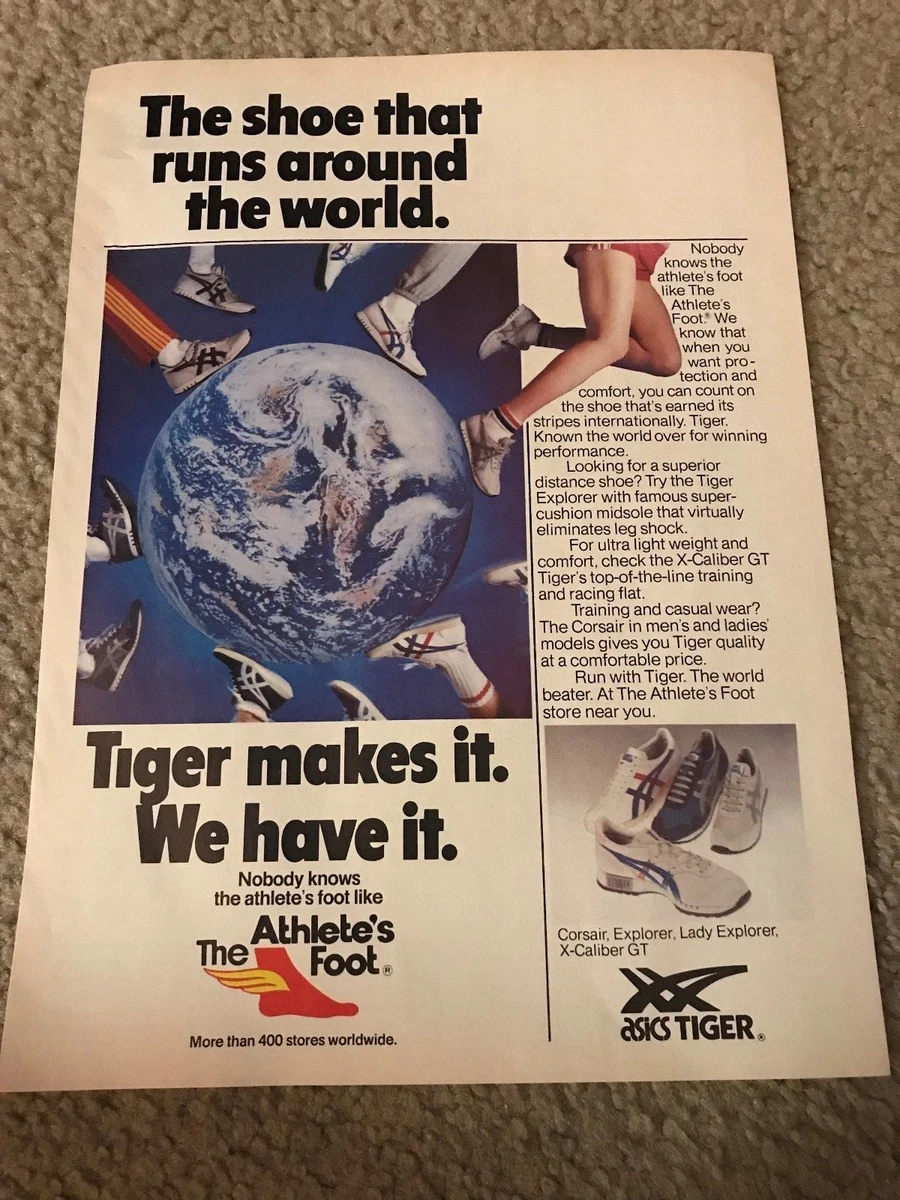 The shoe that
runs around
the world.
Nobody
knows the
athlete's foot
like The
Athlete's
Foot.® We
know that
when you
want pro-
tection and
comfort, you can count on
the shoe that's earned its
stripes internationally. Tiger.
Known the world over for winning
performance.
Looking for a superior
distance shoe? Try the Tiger
Explorer with famous super-
cushion midsole that virtually
eliminates leg shock.
For ultra light weight and
comfort, check the X-Caliber GT
Tiger's top-of-the-line training
and racing flat.
Training and casual wear?
The Corsair in men's and ladies'
models gives you Tiger quality
at a comfortable price.
Run with Tiger. The world
beater. At The Athlete's Foot
store near you.
Tiger makes it.
We have it.
Nobody knows
the athlete's foot like
The Athlete's
Foot®
More than 400 stores worldwide.
Corsair, Explorer, Lady Explorer,
X-Caliber GT
asics TIGER®